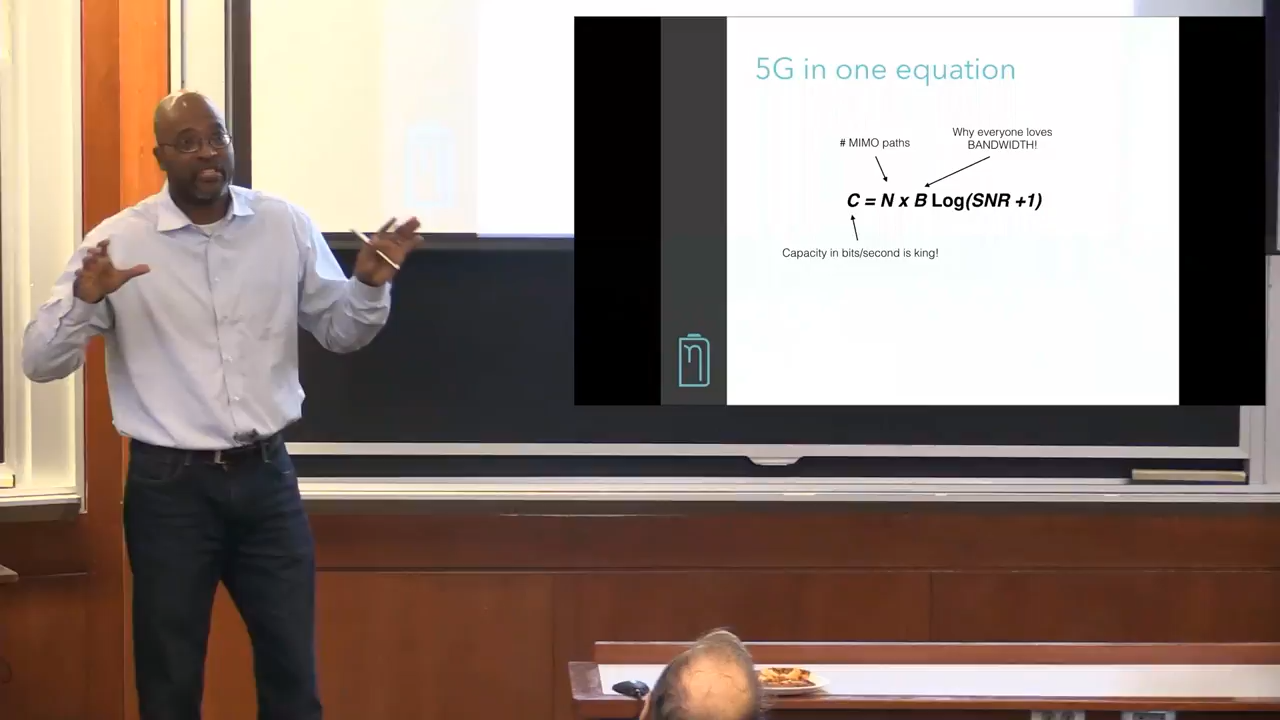 5G in one equation
# MIMO paths
Why everyone loves
BANDWIDTH!
C = N x B Log(SNR +1)
Capacity in bits/second is king!
η